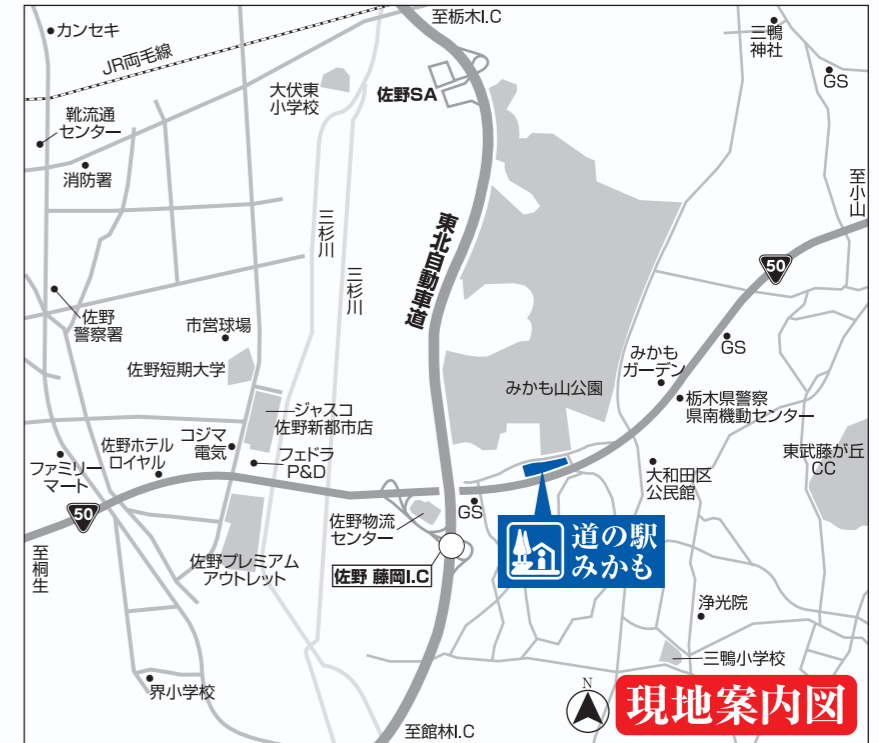 至栃木I.C
カンセキ
三鴨
神社
JR両毛線
GS
大伏東
小学校
佐野SA
靴流通
センター
消防署
至小山
三杉川
三杉川
東北自動車道
50
佐野
警察署
市営球場
GS
みかも
ガーデン
佐野短期大学
みかも山公園
栃木県警察
県南機動センター
ジャスコ
佐野新都市店
コジマ
電気
佐野ホテル
ロイヤル
フェドラ
P&D
ファミリー
マート
大和田区
公民館
東武藤が丘
CC
50
GS
佐野物流
センター
道の駅
みかも
至桐生
佐野プレミアム
アウトレット
佐野 藤岡I.C
浄光院
三鴨小学校
界小学校
N
現地案内図
至館林I.C